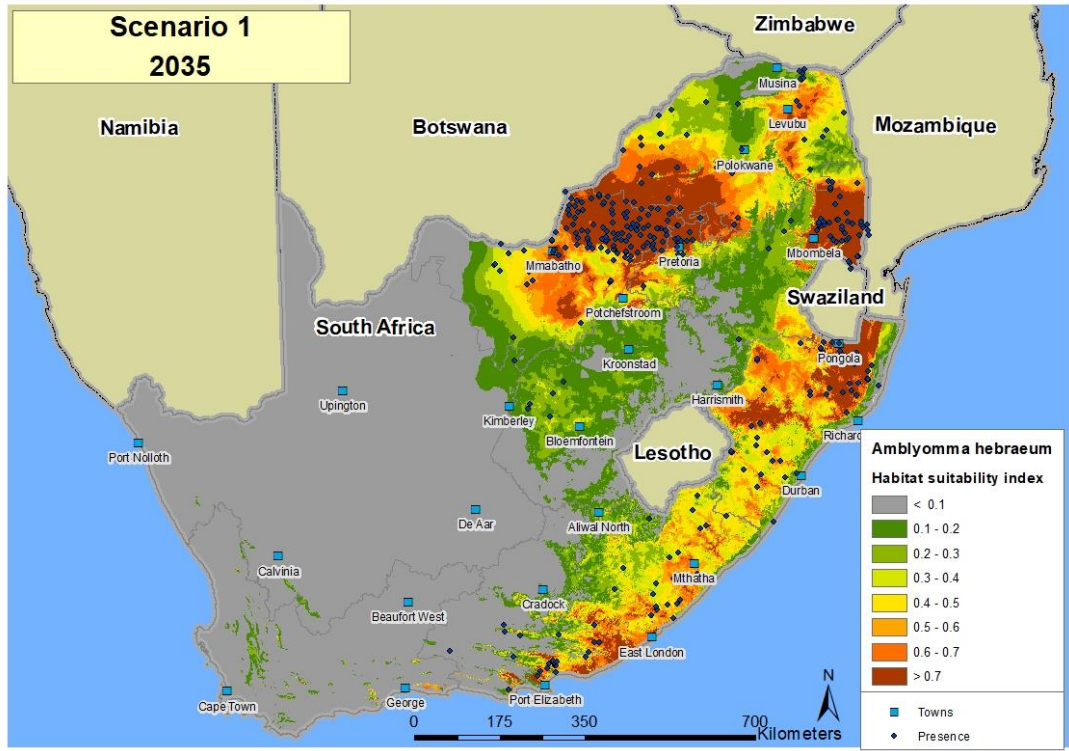 Scenario 1
2035
Zimbabwe
Namibia
Botswana
Mozambique
Musina
Levubu
Polokwane
Mbombela
Mmabatho
Pretoria
Swaziland
Potchefstroom
South Africa
Pongola
Kroonstad
Upington
Harrismith
Kimberley
Richard
Bloemfontein
Lesotho
Port Nolloth
Durban
De Aar
Aliwal North
Mthatha
Calvinia
Cradock
Beaufort West
East London
Cape Town
George
Port Elizabeth
Amblyomma hebraeum
Habitat suitability index
< 0.1
0.1 - 0.2
0.2 - 0.3
0.3 - 0.4
0.4 - 0.5
0.5 - 0.6
0.6 - 0.7
> 0.7
Towns
Presence
N
0 175 350 700
Kilometers